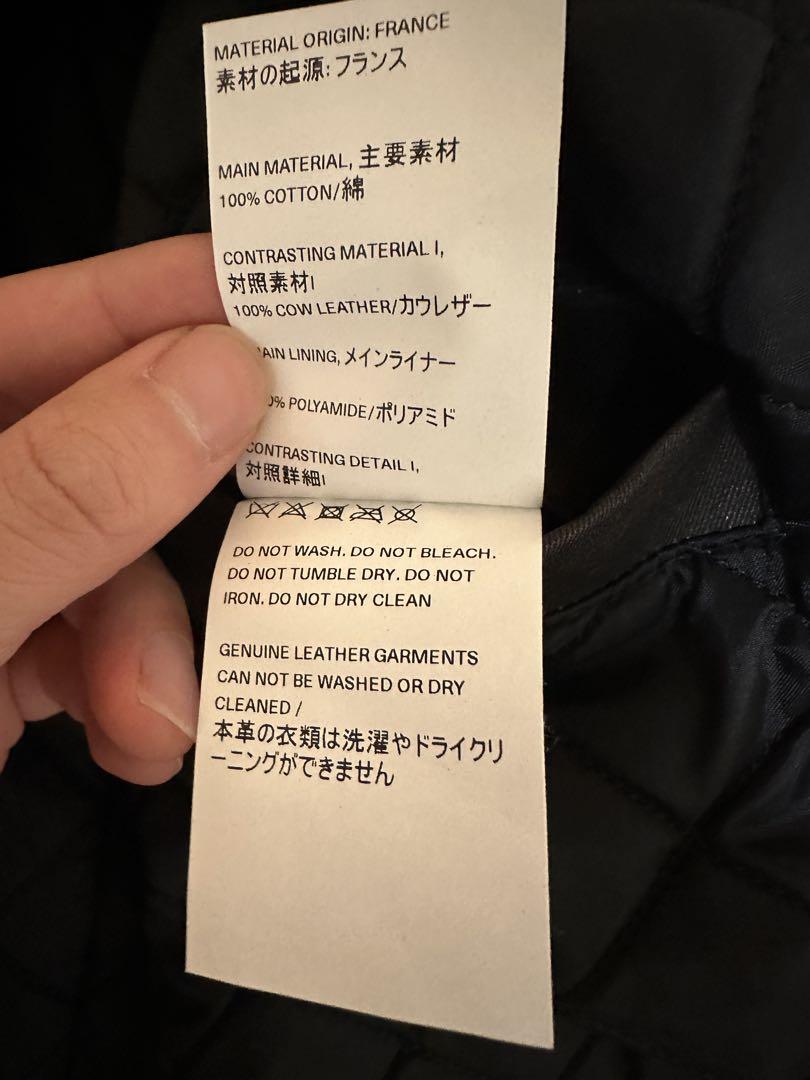 MATERIAL ORIGIN: FRANCE
素材の起源: フランス
MAIN MATERIAL, 主要素材
100% COTTON/綿
CONTRASTING MATERIAL I,
対照素材I
100% COW LEATHER/カウレザー
LINING, メインライナー
POLYAMIDE/ポリアミド
CONTRASTING DETAIL I,
対照詳細I
DO NOT WASH. DO NOT BLEACH.
DO NOT TUMBLE DRY. DO NOT
IRON. DO NOT DRY CLEAN
GENUINE LEATHER GARMENTS
CAN NOT BE WASHED OR DRY
CLEANED /
本革の衣類は洗濯やドライクリ
ーニングができません